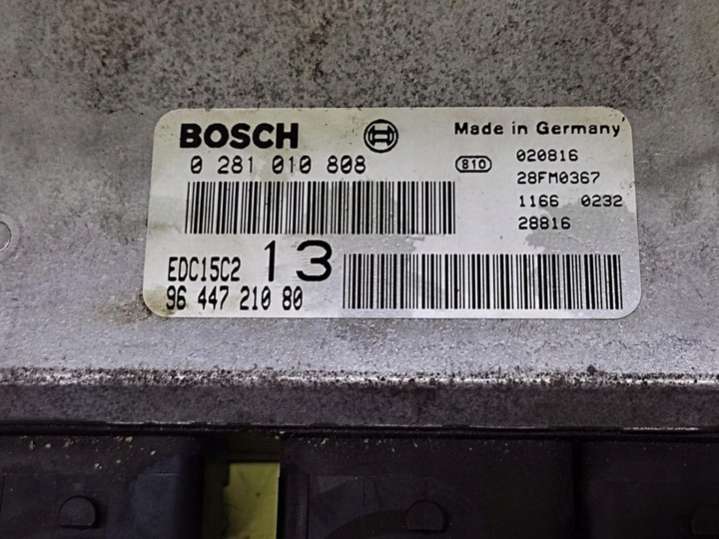 BOSCH
Made in Germany
0 281 010 808
810
020816
28FM0367
1166 0232
28816
EDC15C2 13
96 447 210 80